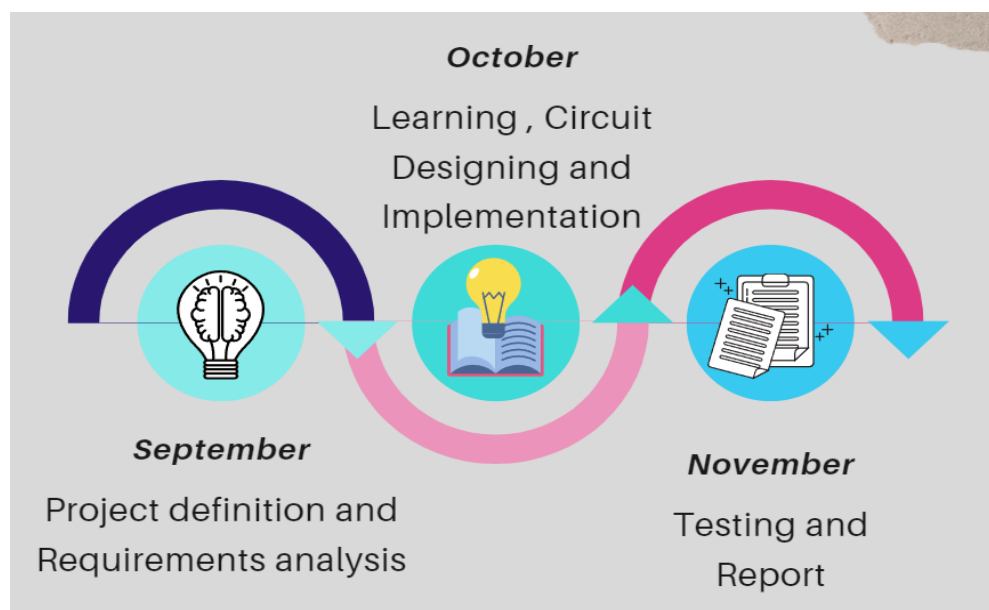 October
Learning , Circuit
Designing and
Implementation
September
Project definition and
Requirements analysis
November
Testing and
Report